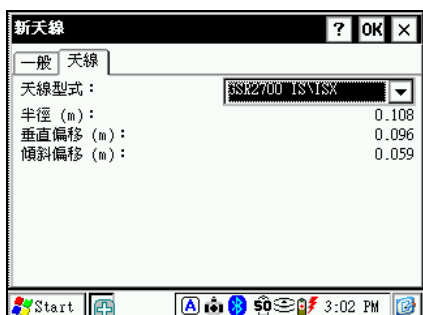 新天線 ? OK ×
一般 天線
天線型式： GSR2700 IS\ISX
半徑 (m)： 0.108
垂直偏移 (m)： 0.096
傾斜偏移 (m)： 0.059
Start A 50 3:02 PM